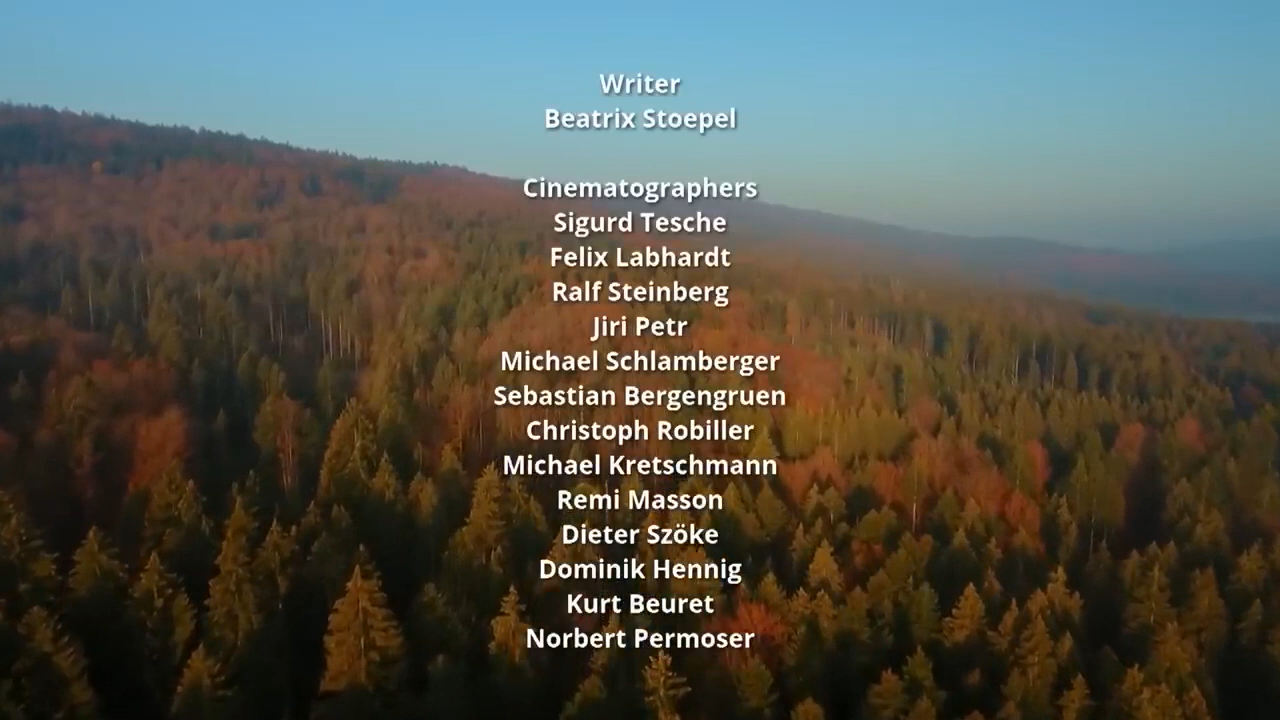 Writer
Beatrix Stoepel
Cinematographers
Sigurd Tesche
Felix Labhardt
Ralf Steinberg
Jiri Petr
Michael Schlamberger
Sebastian Bergengruen
Christoph Robiller
Michael Kretschmann
Remi Masson
Dieter Szöke
Dominik Hennig
Kurt Beuret
Norbert Permoser